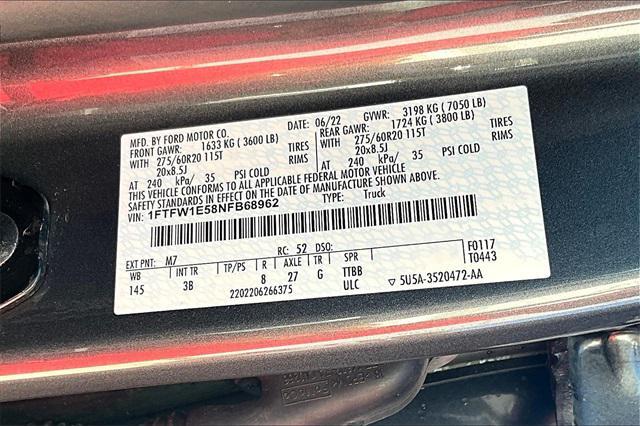 MFD. BY FORD MOTOR CO.
DATE: 06/22 GVWR: 3198 KG ( 7050 LB)
FRONT GAWR: 1633 KG ( 3600 LB) REAR GAWR: 1724 KG ( 3800 LB)
WITH 275/60R20 115T TIRES WITH 275/60R20 115T TIRES
20x8.5J RIMS 20x8.5J RIMS
AT 240 kPa/ 35 PSI COLD AT 240 kPa/ 35 PSI COLD
THIS VEHICLE CONFORMS TO ALL APPLICABLE FEDERAL MOTOR VEHICLE
SAFETY STANDARDS IN EFFECT ON THE DATE OF MANUFACTURE SHOWN ABOVE.
VIN: 1FTFW1E58NFB68962 TYPE: Truck
F0117
T0443
EXT PNT: M7 RC: 52 DSO:
WB INT TR TP/PS R AXLE TR SPR
145 3B 8 27 G TTBB
2202206266375 ULC ▽ 5U5A-3520472-AA